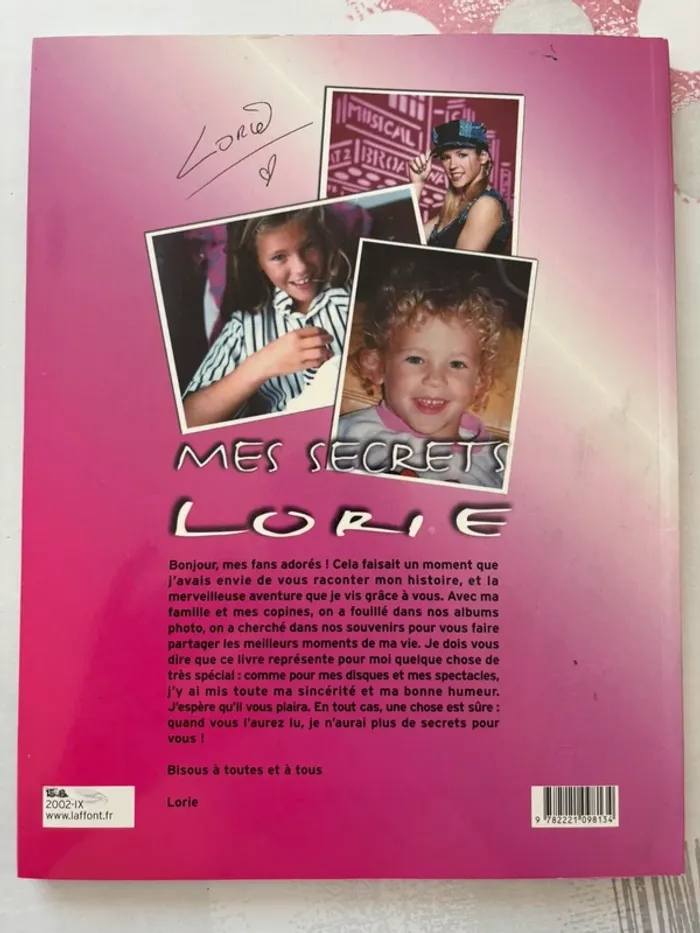 LORIE
MUSICAL
BROA
MES SECRETS
LORIE
Bonjour, mes fans adorés ! Cela faisait un moment que
j'avais envie de vous raconter mon histoire, et la
merveilleuse aventure que je vis grâce à vous. Avec ma
famille et mes copines, on a fouillé dans nos albums
photo, on a cherché dans nos souvenirs pour vous faire
partager les meilleurs moments de ma vie. Je dois vous
dire que ce livre représente pour moi quelque chose de
très spécial : comme pour mes disques et mes spectacles,
j'y ai mis toute ma sincérité et ma bonne humeur.
J'espère qu'il vous plaira. En tout cas, une chose est sûre :
quand vous l'aurez lu, je n'aurai plus de secrets pour
vous !
Bisous à toutes et à tous
Lorie
2002-IX
www.laffont.fr
9 782221 098134